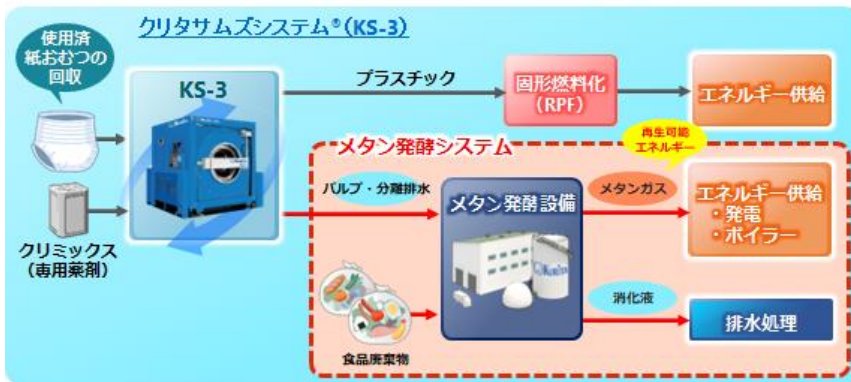 クリタサムズシステム®(KS-3)
使用済
紙おむつの
回収
KS-3
プラスチック
固形燃料化
(RPF)
エネルギー供給
再生可能
エネルギー
メタン発酵システム
パルプ・分離排水
メタン発酵設備
メタンガス
エネルギー供給
・発電
・ボイラー
クリミックス
(専用薬剤)
KURITA
食品廃棄物
消化液
排水処理